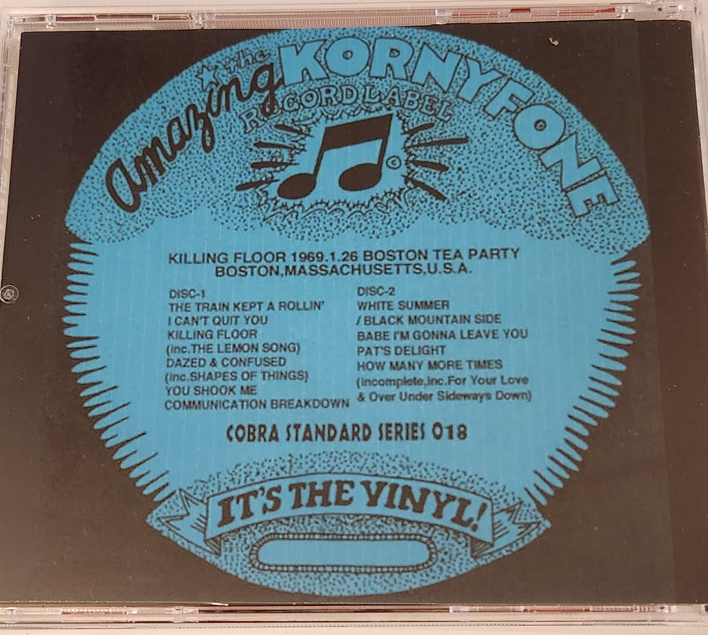 The
Amazing
KORNYFONE
RECORD LABEL
©
KILLING FLOOR 1969.1.26 BOSTON TEA PARTY
BOSTON,MASSACHUSETTS,U.S.A.
DISC-1
THE TRAIN KEPT A ROLLIN'
I CAN'T QUIT YOU
KILLING FLOOR
(inc.THE LEMON SONG)
DAZED & CONFUSED
(inc.SHAPES OF THINGS)
YOU SHOOK ME
COMMUNICATION BREAKDOWN
DISC-2
WHITE SUMMER
/ BLACK MOUNTAIN SIDE
BABE I'M GONNA LEAVE YOU
PAT'S DELIGHT
HOW MANY MORE TIMES
(incomplete,inc.For Your Love
& Over Under Sideways Down)
COBRA STANDARD SERIES 018
IT'S THE VINYL!